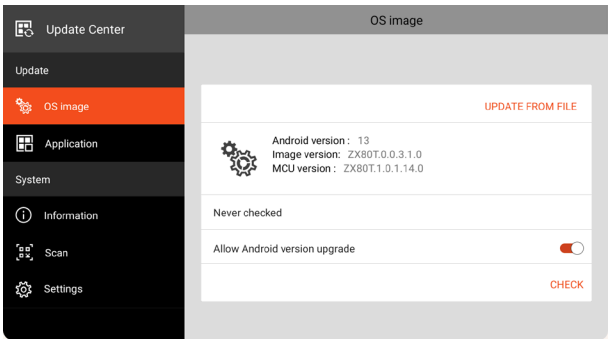 Update Center
OS image
Update
OS image
UPDATE FROM FILE
Application
Android version : 13
Image version: ZX80T.0.0.3.1.0
MCU version : ZX80T.1.0.1.14.0
System
Information
Never checked
Scan
Allow Android version upgrade
Settings
CHECK